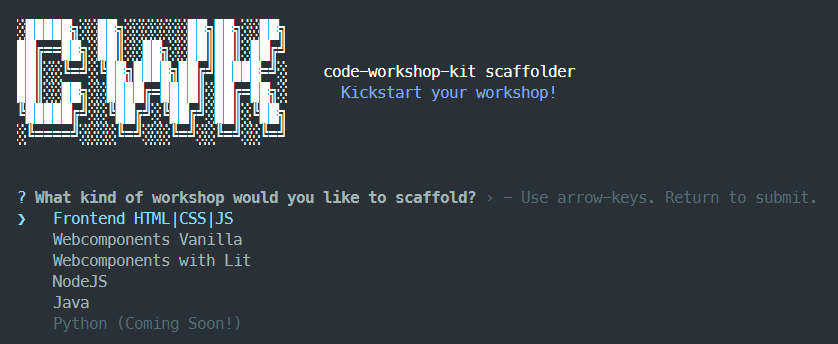 CWK
code-workshop-kit scaffolder
Kickstart your workshop!
? What kind of workshop would you like to scaffold? › - Use arrow-keys. Return to submit.
❯ Frontend HTML|CSS|JS
Webcomponents Vanilla
Webcomponents with Lit
NodeJS
Java
Python (Coming Soon!)